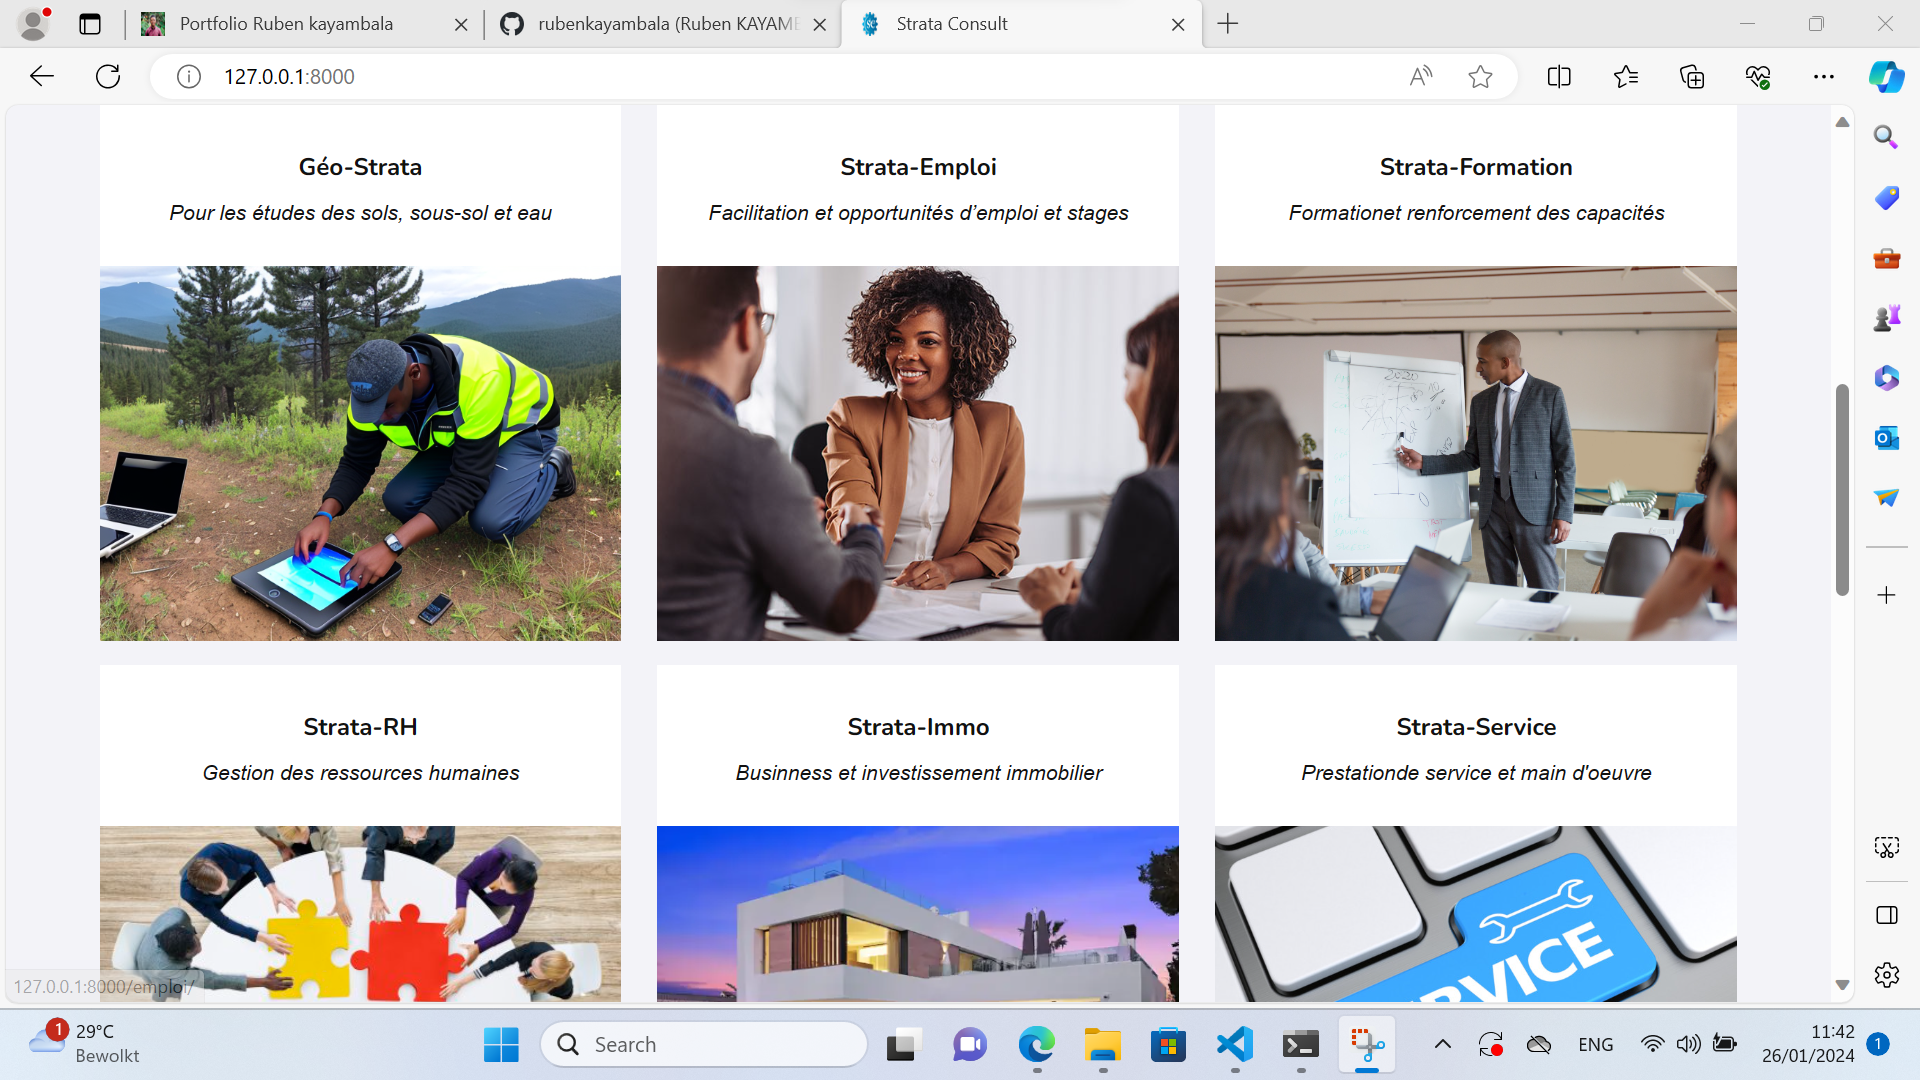 Portfolio Ruben kayambala
rubenkayambala (Ruben KAYAMB
Strata Consult
127.0.0.1:8000
Géo-Strata
Pour les études des sols, sous-sol et eau
Strata-Emploi
Facilitation et opportunités d’emploi et stages
Strata-Formation
Formationet renforcement des capacités
2020
Strata-RH
Gestion des ressources humaines
Strata-Immo
Businness et investissement immobilier
Strata-Service
Prestationde service et main d'oeuvre
RVICE
127.0.0.1:8000/emploi/
1
29°C
Bewolkt
Search
ENG
11:42
26/01/2024
1